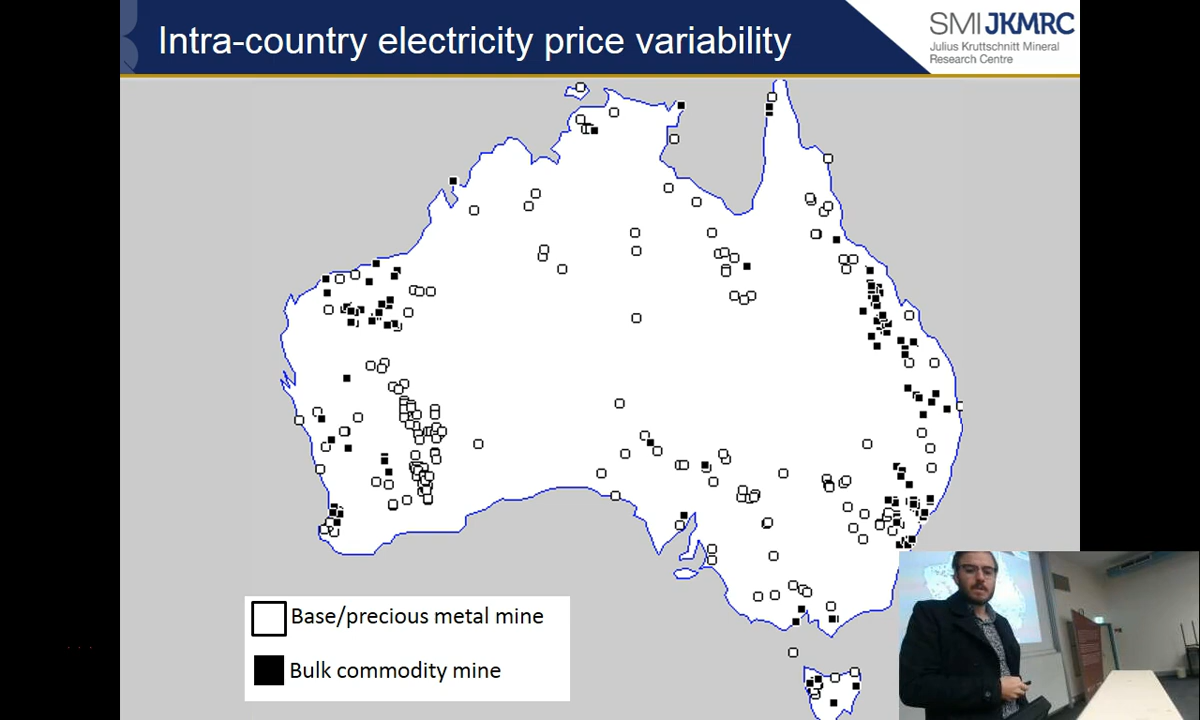 Intra-country electricity price variability
SMI JKMRC
Julius Kruttschnitt Mineral
Research Centre
Base/precious metal mine
Bulk commodity mine